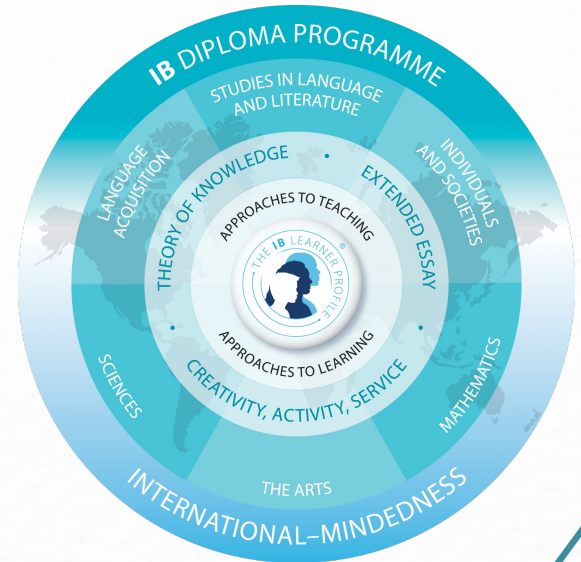 IB DIPLOMA PROGRAMME
STUDIES IN LANGUAGE
AND LITERATURE
LANGUAGE
ACQUISITION
INDIVIDUALS
AND SOCIETIES
THEORY OF KNOWLEDGE
EXTENDED ESSAY
APPROACHES TO TEACHING
THE IB LEARNER PROFILE ®
APPROACHES TO LEARNING
CREATIVITY, ACTIVITY, SERVICE
SCIENCES
MATHEMATICS
THE ARTS
INTERNATIONAL–MINDEDNESS